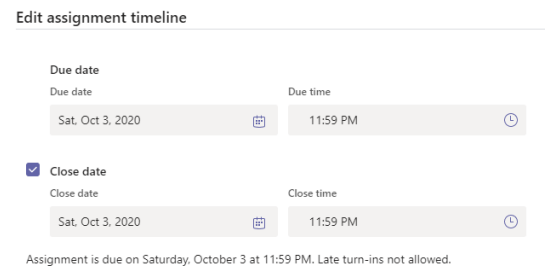 Edit assignment timeline
Due date
Due date Due time
Sat, Oct 3, 2020 11:59 PM
Close date
Close date Close time
Sat, Oct 3, 2020 11:59 PM
Assignment is due on Saturday, October 3 at 11:59 PM. Late turn-ins not allowed.